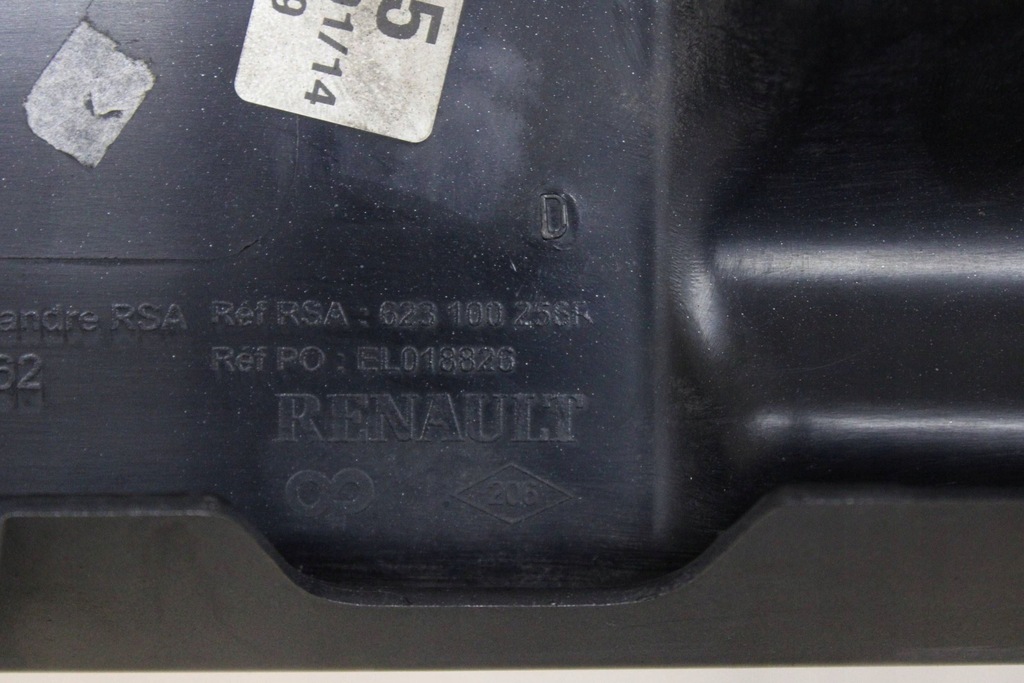 5
01/14
9
D
andre RSA Réf RSA : 623 100 256R
62 Réf PO : EL018826
RENAULT
206